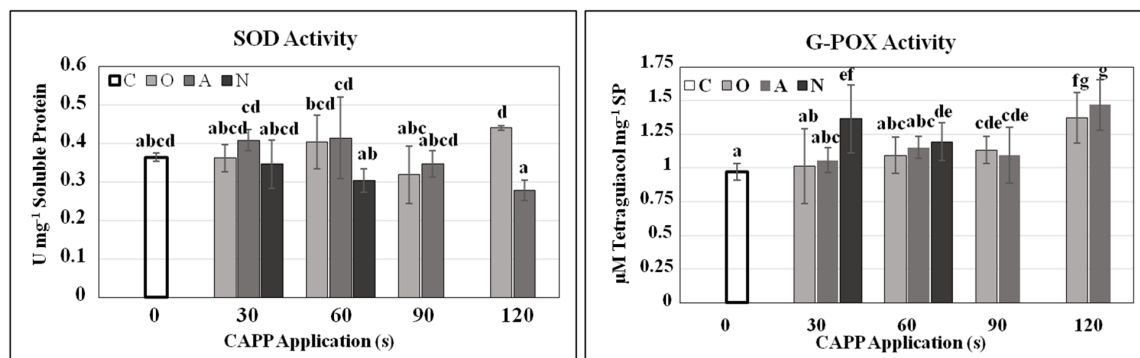 SOD Activity
U mg-1 Soluble Protein
0.6
0.5
0.4
0.3
0.2
0.1
0
C O A N
abcd
abcd cd abcd
bcd cd ab
abc abcd
d a
0 30 60 90 120
CAPP Application (s)
G-POX Activity
µM Tetraguiacol mg-1 SP
1.75
1.5
1.25
1
0.75
0.5
0.25
0
C O A N
a
ab abc ef
abc abc de
cde cde
fg g
0 30 60 90 120
CAPP Application (s)